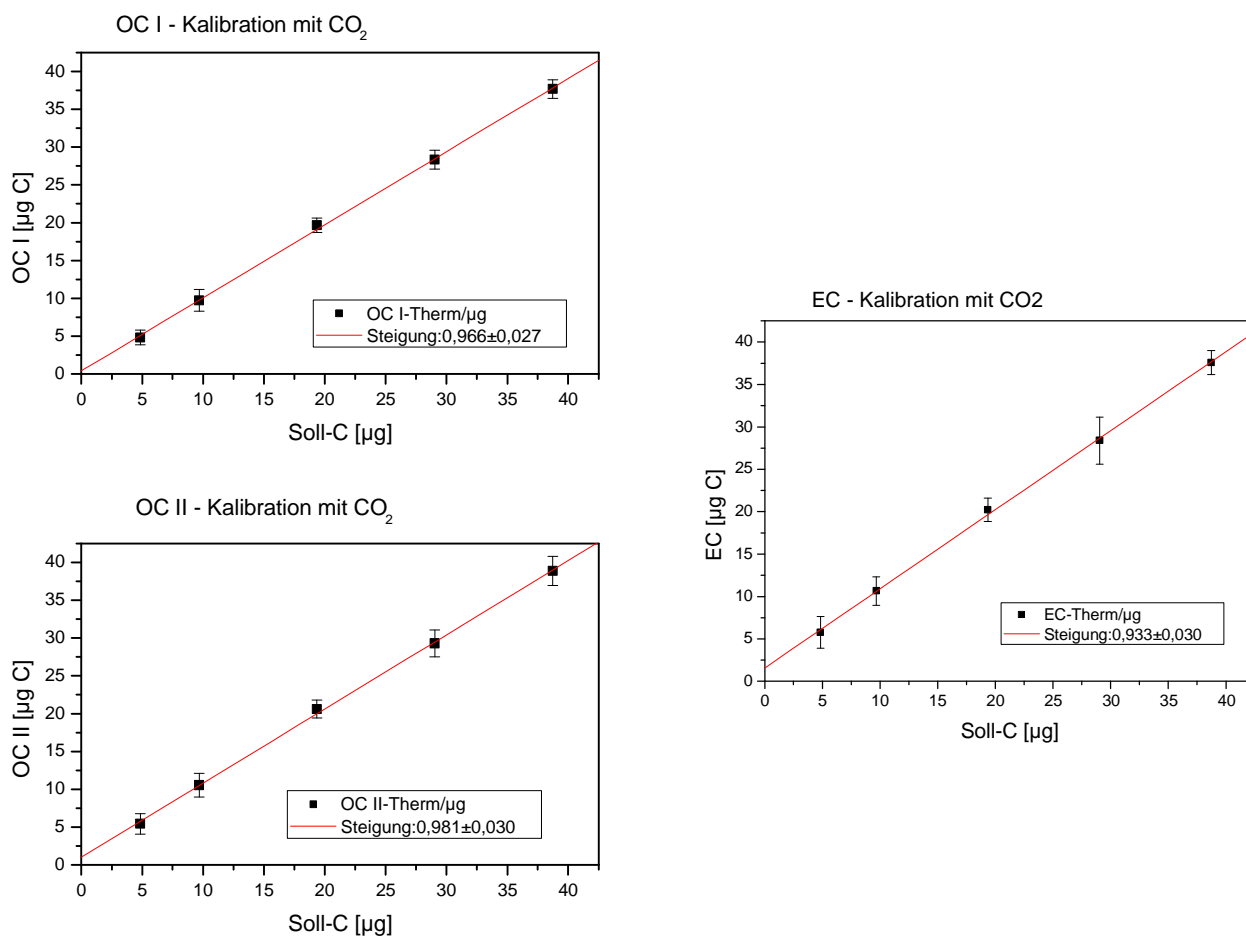 OC I - Kalibration mit CO2
40
35
30
25
20
15
10
5
0
OC I [µg C]
OC I-Therm/µg
Steigung:0,966±0,027
0 5 10 15 20 25 30 35 40
Soll-C [µg]
OC II - Kalibration mit CO2
40
35
30
25
20
15
10
5
0
OC II [µg C]
OC II-Therm/µg
Steigung:0,981±0,030
0 5 10 15 20 25 30 35 40
Soll-C [µg]
EC - Kalibration mit CO2
40
35
30
25
20
15
10
5
0
EC [µg C]
EC-Therm/µg
Steigung:0,933±0,030
0 5 10 15 20 25 30 35 40
Soll-C [µg]